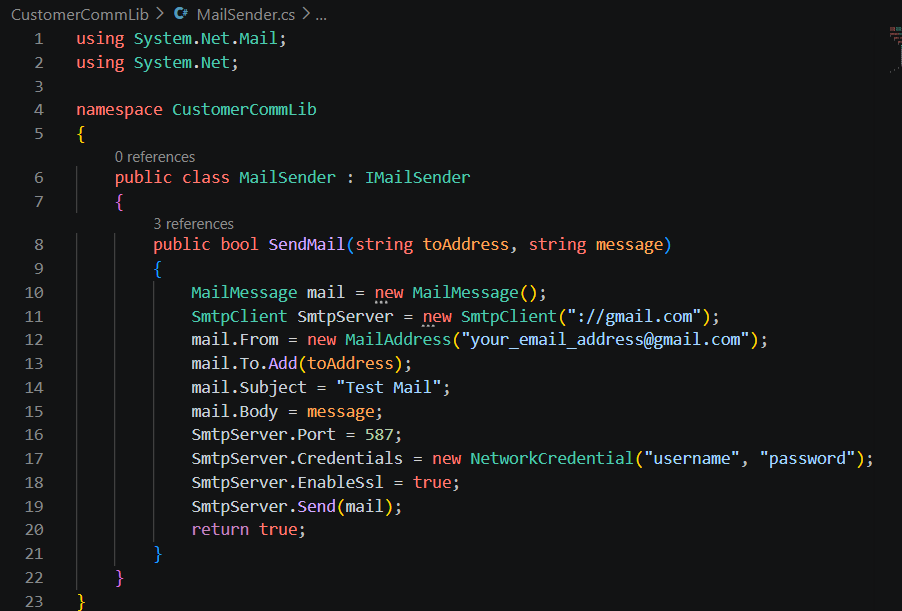 CustomerCommLib > C# MailSender.cs > ...
1 using System.Net.Mail;
2 using System.Net;
3
4 namespace CustomerCommLib
5 {
0 references
6 public class MailSender : IMailSender
7 {
3 references
8 public bool SendMail(string toAddress, string message)
9 {
10 MailMessage mail = new MailMessage();
11 SmtpClient SmtpServer = new SmtpClient("://gmail.com");
12 mail.From = new MailAddress("your_email_address@gmail.com");
13 mail.To.Add(toAddress);
14 mail.Subject = "Test Mail";
15 mail.Body = message;
16 SmtpServer.Port = 587;
17 SmtpServer.Credentials = new NetworkCredential("username", "password");
18 SmtpServer.EnableSsl = true;
19 SmtpServer.Send(mail);
20 return true;
21 }
22 }
23 }